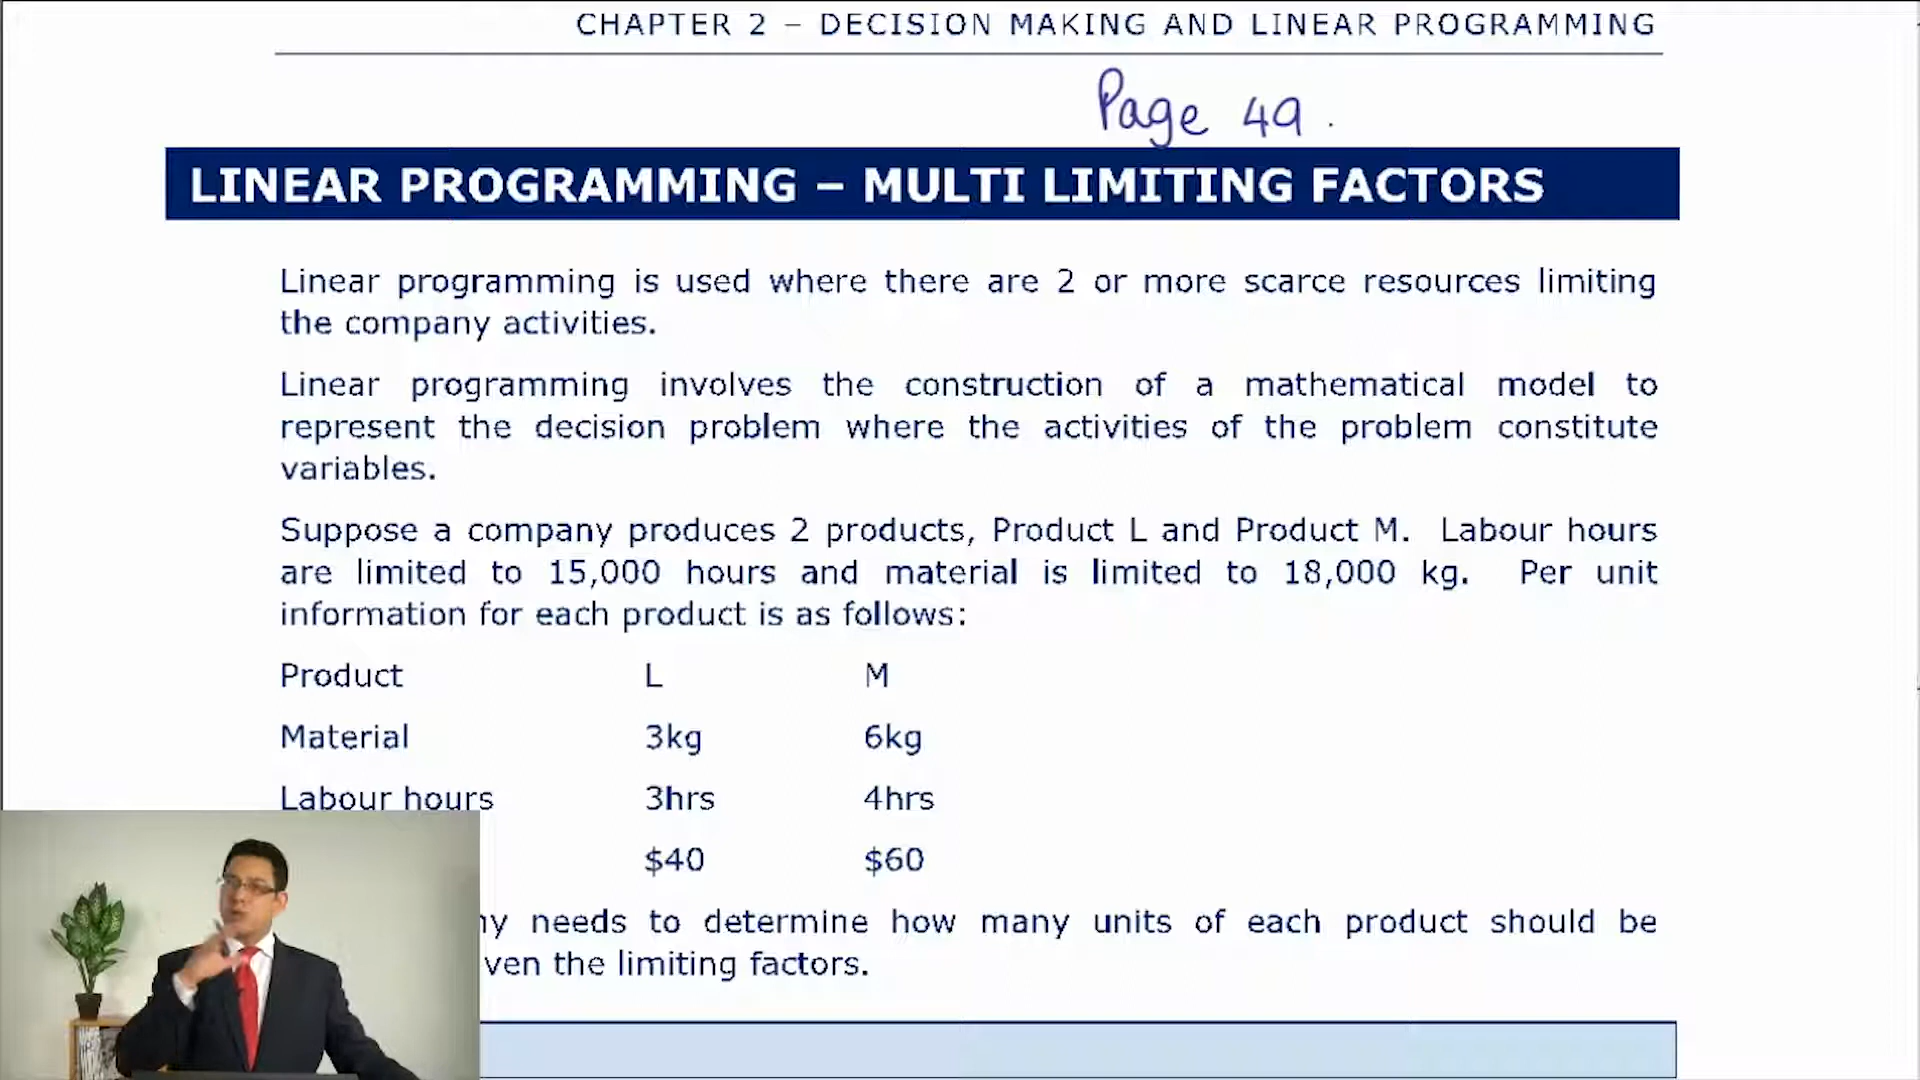 CHAPTER 2 – DECISION MAKING AND LINEAR PROGRAMMING
Page 49.
LINEAR PROGRAMMING – MULTI LIMITING FACTORS
Linear programming is used where there are 2 or more scarce resources limiting
the company activities.
Linear programming involves the construction of a mathematical model to
represent the decision problem where the activities of the problem constitute
variables.
Suppose a company produces 2 products, Product L and Product M. Labour hours
are limited to 15,000 hours and material is limited to 18,000 kg. Per unit
information for each product is as follows:
Product L M
Material 3kg 6kg
Labour hours 3hrs 4hrs
$40 $60
needs to determine how many units of each product should be
the limiting factors.